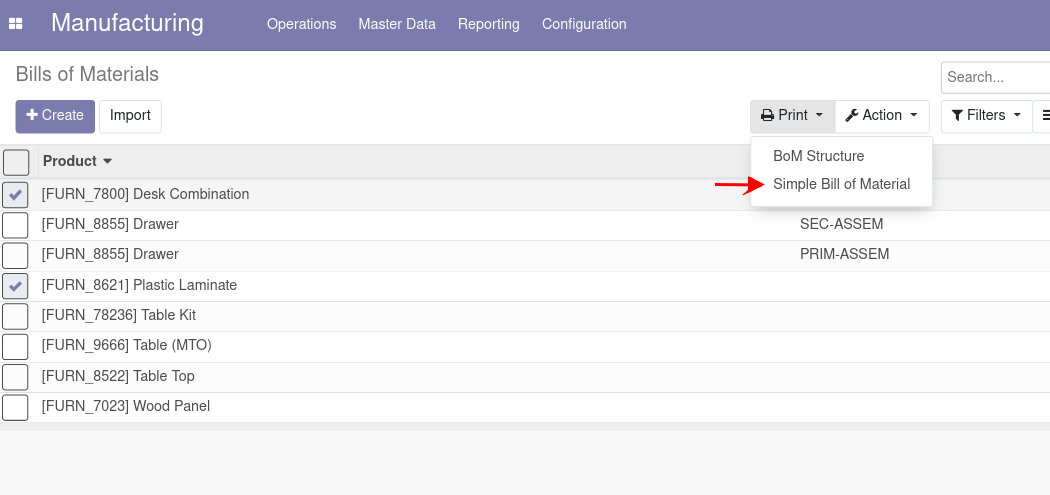 Manufacturing Operations Master Data Reporting Configuration
Bills of Materials
Search...
Create Import Print Action Filters
BoM Structure
Simple Bill of Material
Product
[FURN_7800] Desk Combination
[FURN_8855] Drawer SEC-ASSEM
[FURN_8855] Drawer PRIM-ASSEM
[FURN_8621] Plastic Laminate
[FURN_78236] Table Kit
[FURN_9666] Table (MTO)
[FURN_8522] Table Top
[FURN_7023] Wood Panel